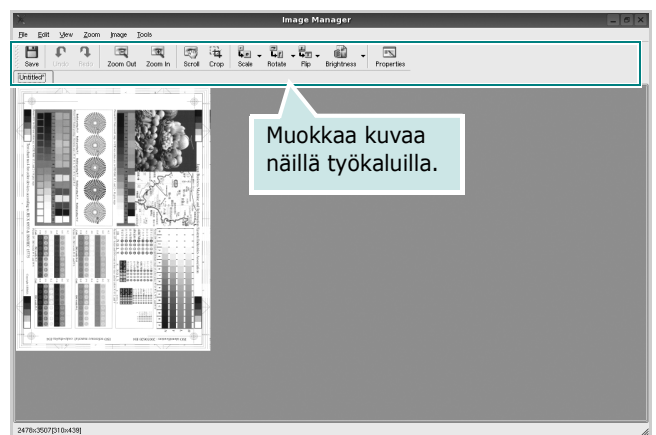 Image Manager
File Edit View Zoom Image Tools
Save Undo Redo Zoom Out Zoom In Scroll Crop Scale Rotate Flip Brightness Properties
Untitled*
Muokkaa kuvaa
näillä työkaluilla.
2478x3507[310x439]